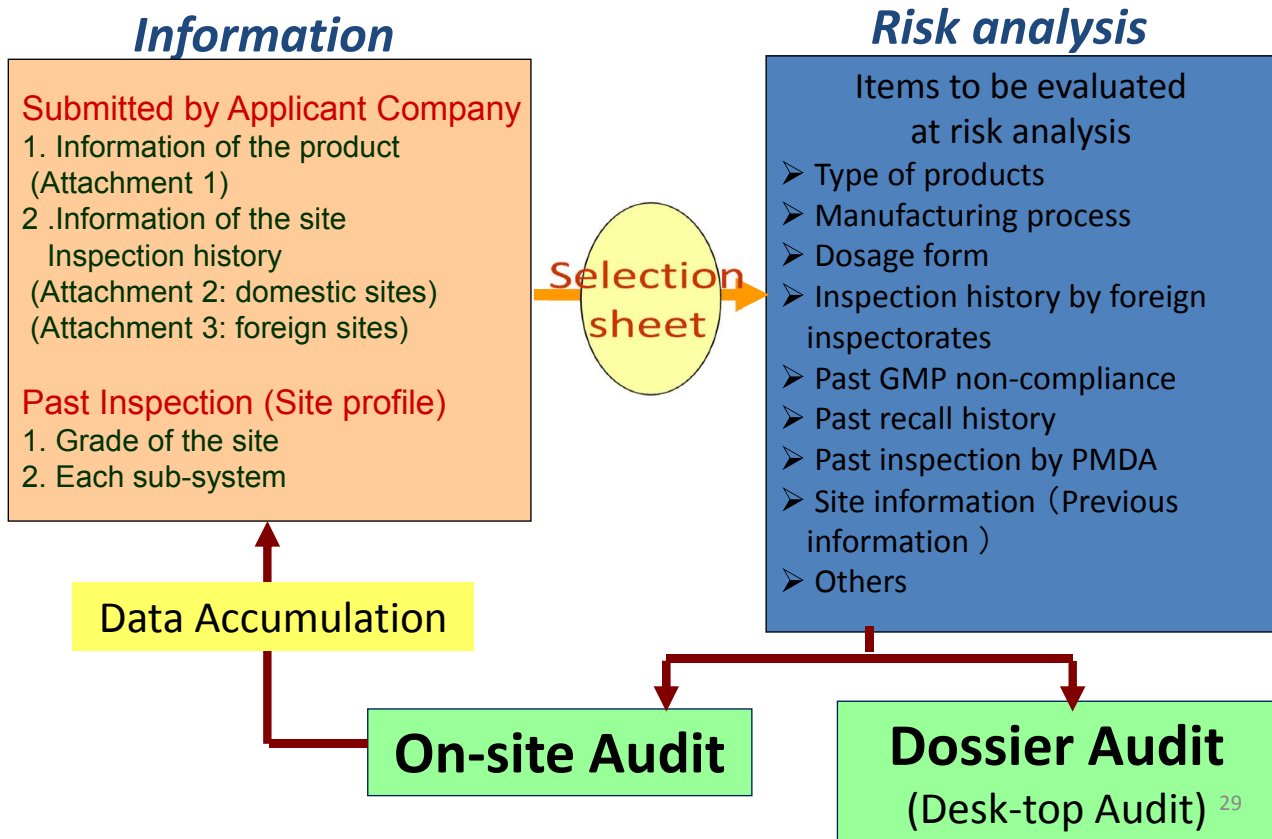 Information
Submitted by Applicant Company
1. Information of the product
(Attachment 1)
2 .Information of the site
Inspection history
(Attachment 2: domestic sites)
(Attachment 3: foreign sites)
Past Inspection (Site profile)
1. Grade of the site
2. Each sub-system
Selection
sheet
Risk analysis
Items to be evaluated
at risk analysis
➢ Type of products
➢ Manufacturing process
➢ Dosage form
➢ Inspection history by foreign
inspectorates
➢ Past GMP non-compliance
➢ Past recall history
➢ Past inspection by PMDA
➢ Site information（Previous
information ）
➢ Others
Data Accumulation
On-site Audit
Dossier Audit
(Desk-top Audit)
29